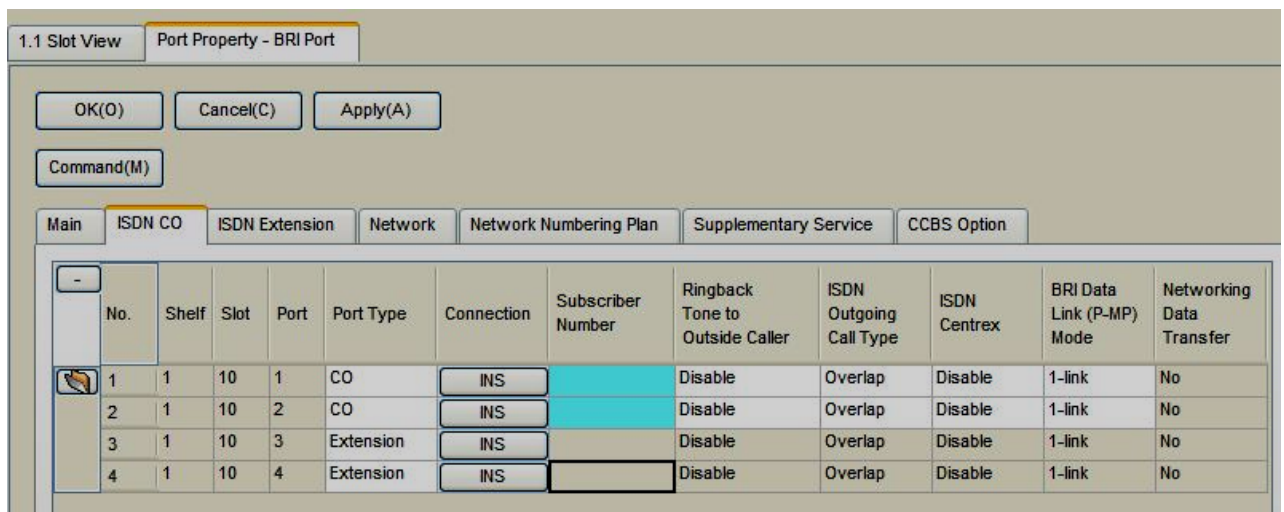 1.1 Slot View Port Property - BRI Port
OK(O) Cancel(C) Apply(A)
Command(M)
Main ISDN CO ISDN Extension Network Network Numbering Plan Supplementary Service CCBS Option
- No. Shelf Slot Port Port Type Connection Subscriber Number Ringback Tone to Outside Caller ISDN Outgoing Call Type ISDN Centrex BRI Data Link (P-MP) Mode Networking Data Transfer
1 1 10 1 CO INS Disable Overlap Disable 1-link No
2 1 10 2 CO INS Disable Overlap Disable 1-link No
3 1 10 3 Extension INS Disable Overlap Disable 1-link No
4 1 10 4 Extension INS Disable Overlap Disable 1-link No